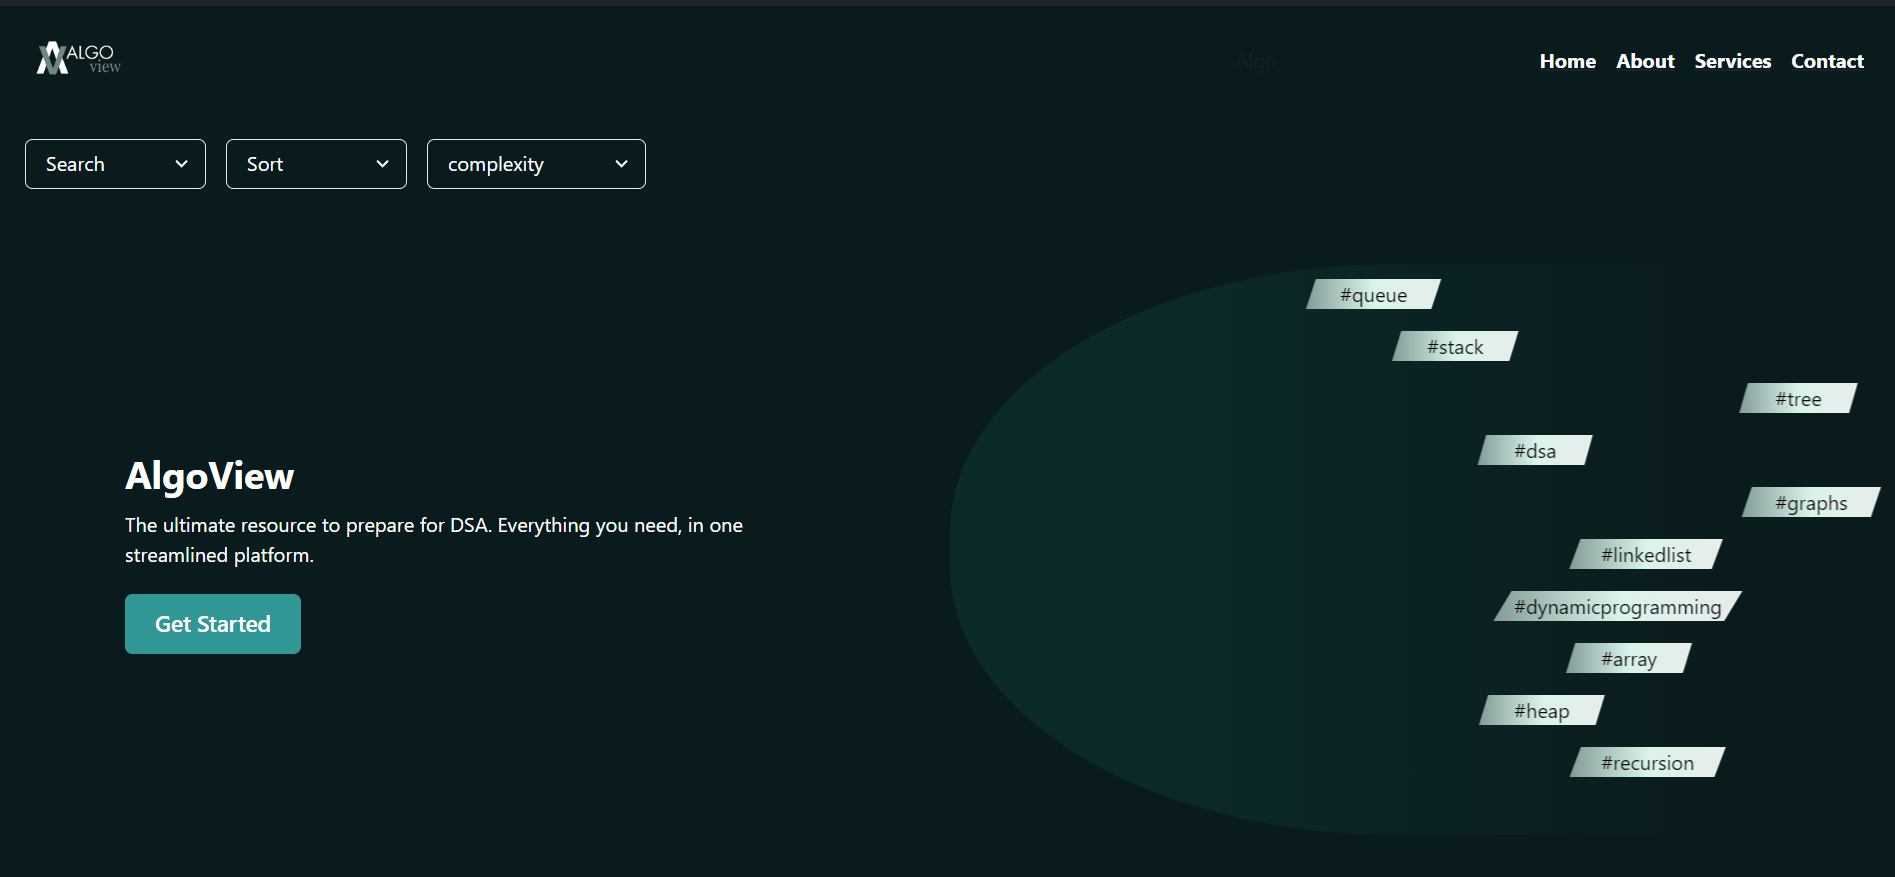 ALGO
view
Algo
Home About Services Contact
Search Sort complexity
#queue
#stack
#tree
#dsa
#graphs
#linkedlist
#dynamicprogramming
#array
#heap
#recursion
AlgoView
The ultimate resource to prepare for DSA. Everything you need, in one
streamlined platform.
Get Started